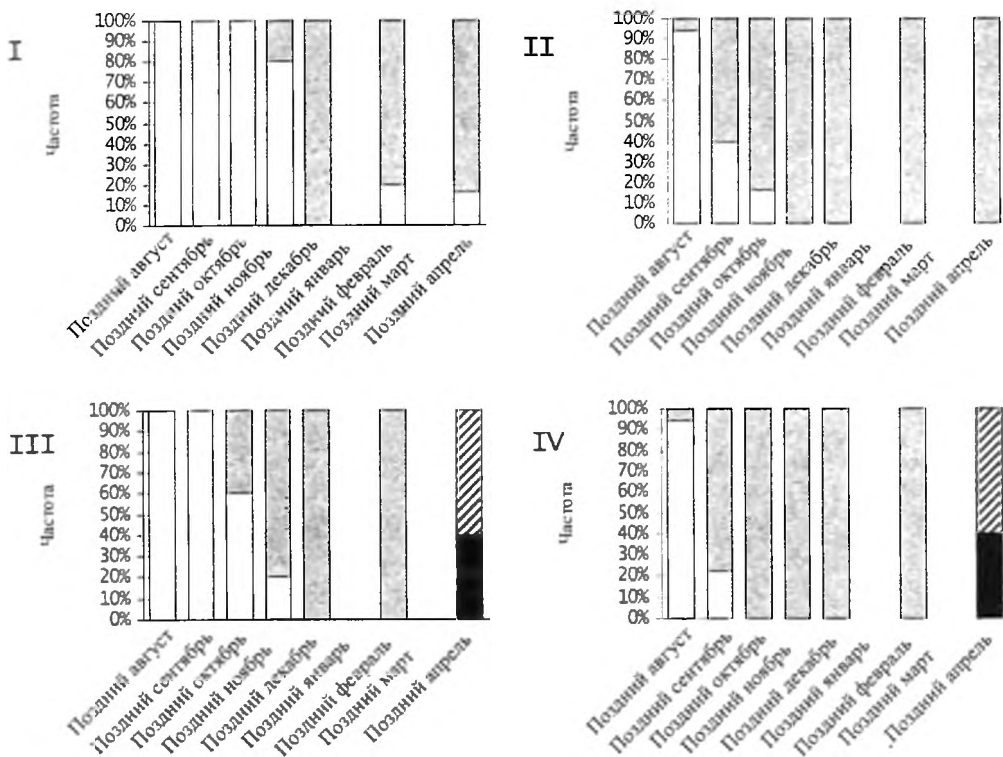 I
100%
90%
80%
70%
60%
50%
40%
30%
20%
10%
0%
Частота
Поздный август
Поздний сентябрь
Поздний октябрь
Поздний ноябрь
Поздний декабрь
Поздний январь
Поздний февраль
Поздний март
Поздний апрель
II
100%
90%
80%
70%
60%
50%
40%
30%
20%
10%
0%
Частота
Поздний август
Поздний сентябрь
Поздний октябрь
Поздний ноябрь
Поздний декабрь
Поздний январь
Поздний февраль
Поздний март
Поздний апрель
III
100%
90%
80%
70%
60%
50%
40%
30%
20%
10%
0%
Частота
Поздний август
Поздний сентябрь
Поздний октябрь
Поздний ноябрь
Поздний декабрь
Поздний январь
Поздний февраль
Поздний март
Поздний апрель
IV
100%
90%
80%
70%
60%
50%
40%
30%
20%
10%
0%
Частота
Поздний август
Поздний сентябрь
Поздний октябрь
Поздний ноябрь
Поздний декабрь
Поздний январь
Поздний февраль
Поздний март
Поздний апрель